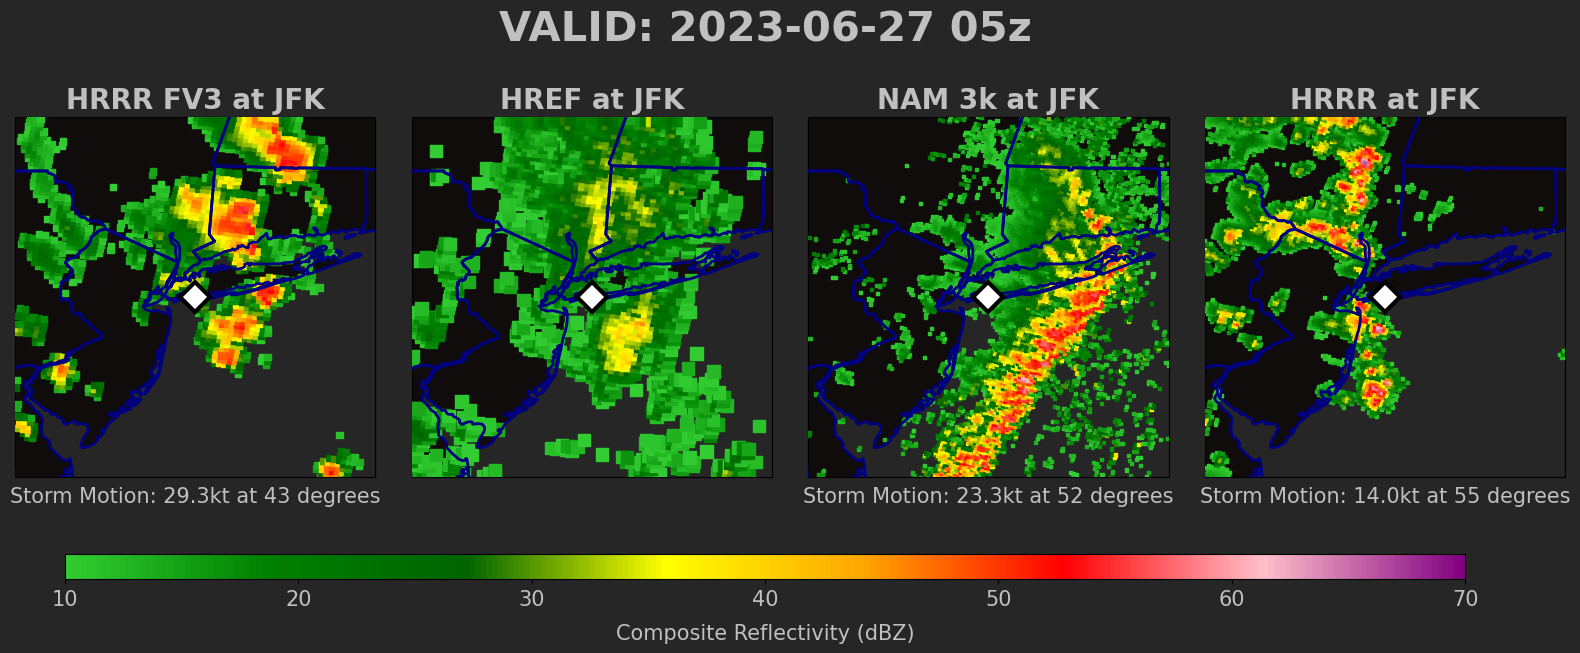 VALID: 2023-06-27 05z
HRRR FV3 at JFK
HREF at JFK
NAM 3k at JFK
HRRR at JFK
Storm Motion: 29.3kt at 43 degrees
Storm Motion: 23.3kt at 52 degrees
Storm Motion: 14.0kt at 55 degrees
10 20 30 40 50 60 70
Composite Reflectivity (dBZ)